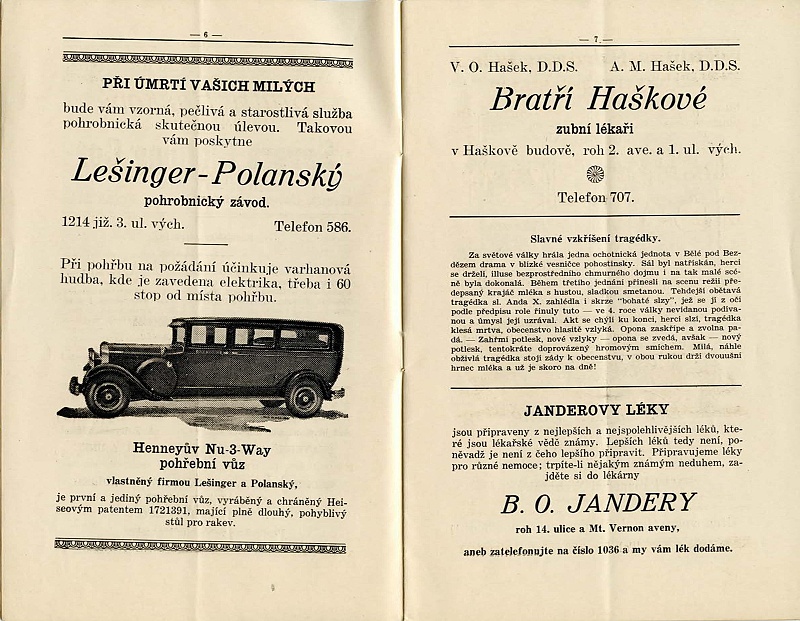 — 6 —
PŘI ÚMRTÍ VAŠICH MILÝCH
bude vám vzorná, pečlivá a starostlivá služba
pohrobnická skutečnou úlevou. Takovou
vám poskytne
Lešinger-Polanský
pohrobnický závod.
1214 již. 3. ul. vých. Telefon 586.
Při pohřbu na požádání účinkuje varhanová
hudba, kde je zavedena elektrika, třeba i 60
stop od místa pohřbu.
Henneyův Nu-3-Way
pohřební vůz
vlastněný firmou Lešinger a Polanský,
je první a jediný pohřební vůz, vyráběný a chráněný Hei-
seovým patentem 1721391, mající plně dlouhý, pohyblivý
stůl pro rakev.
— 7 —
V. O. Hašek, D.D.S. A. M. Hašek, D.D.S.
Bratří Haškové
zubní lékaři
v Haškově budově, roh 2. ave. a 1. ul. vých.
Telefon 707.
Slavné vzkříšení tragédky.
Za světové války hrála jedna ochotnická jednota v Bělé pod Bez-
dězem drama v blízké vesničce pohostinsky. Sál byl natřískán, herci
se drželi, illuse bezprostředního chmurného dojmu i na tak malé scé-
ně byla dokonalá. Během třetího jednání přinesli na scenu režií pře-
depsaný krajáč mléka s hustou, sladkou smetanou. Tehdejší obětavá
tragédka sl. Anda X. zahlédla i skrze "bohaté slzy", jež se jí z očí
podle předpisu role řinuly tuto — ve 4. roce války nevídanou podíva-
nou a úmysl její uzrával. Akt se chýlí ku konci, herci slzí, tragédka
klesá mrtva, obecenstvo hlasitě vzlyká. Opona zaskřípe a zvolna pa-
dá. — Zahřmí potlesk, nové vzlyky — opona se zvedá, avšak — nový
potlesk, tentokráte doprovázený hromovým smíchem. Milá, náhle
obživlá tragédka stojí zády k obecenstvu, v obou rukou drží dvouušní
hrnec mléka a už je skoro na dně!
JANDEROVY LÉKY
jsou připraveny z nejlepších a nejspolehlivějších léků, kte-
ré jsou lékařské vědě známy. Lepších léků tedy není, po-
něvadž je není z čeho lepšího připravit. Připravujeme léky
pro různé nemoce; trpíte-li nějakým známým neduhem, za-
jděte si do lékárny
B. O. JANDERY
roh 14. ulice a Mt. Vernon aveny,
aneb zatelefonujte na číslo 1036 a my vám lék dodáme.